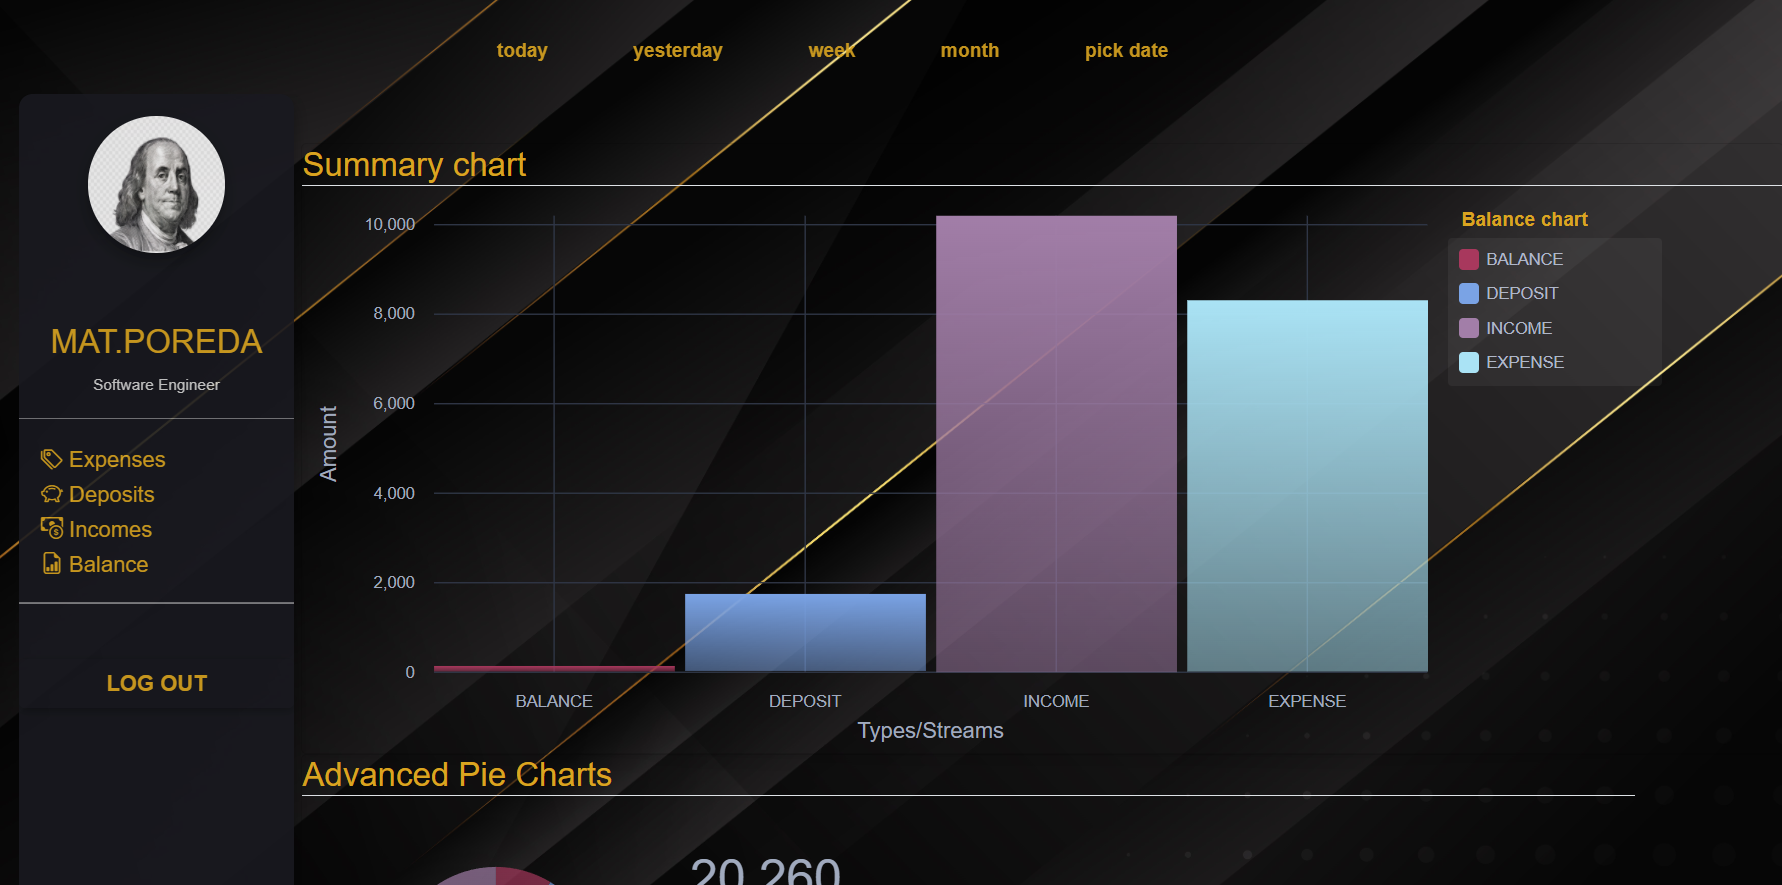 today yesterday week month pick date
MAT.POREDA
Software Engineer
Expenses
Deposits
Incomes
Balance
LOG OUT
Summary chart
10,000
8,000
6,000
4,000
2,000
0
Amount
BALANCE DEPOSIT INCOME EXPENSE
Types/Streams
Balance chart
BALANCE
DEPOSIT
INCOME
EXPENSE
Advanced Pie Charts
20,260